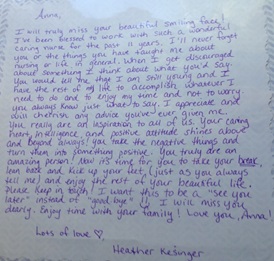 Anna,
I will truly miss your beautiful smiling face.
I've been blessed to work with such a wonderful
caring nurse for the past 11 years. I'll never forget
you or the things you have taught me about
nursing or life, in general. When I get discouraged
about something I think about what you'd say.
You would tell me that I am still young and I
have the rest of my life to accomplish whatever I
need to do and to enjoy my time and not to worry.
You always know just what to say. I appreciate and
will cherish any advice you've ever given me.
You really are an inspiration to all of us. Your caring
heart, intelligence, and positive attitude shines above
and beyond always! You take the negative things and
turn them into something positive. You truly are an
amazing person! Now it's time for you to take your break,
lean back and kick up your feet, (just as you always
tell me) and enjoy the rest of your beautiful life.
Please keep in touch! I want this to be a "see you
later" instead of "good bye". I will miss you
dearly. Enjoy time with your family! Love you, Anna!
Lots of love ♡
Heather Kesinger